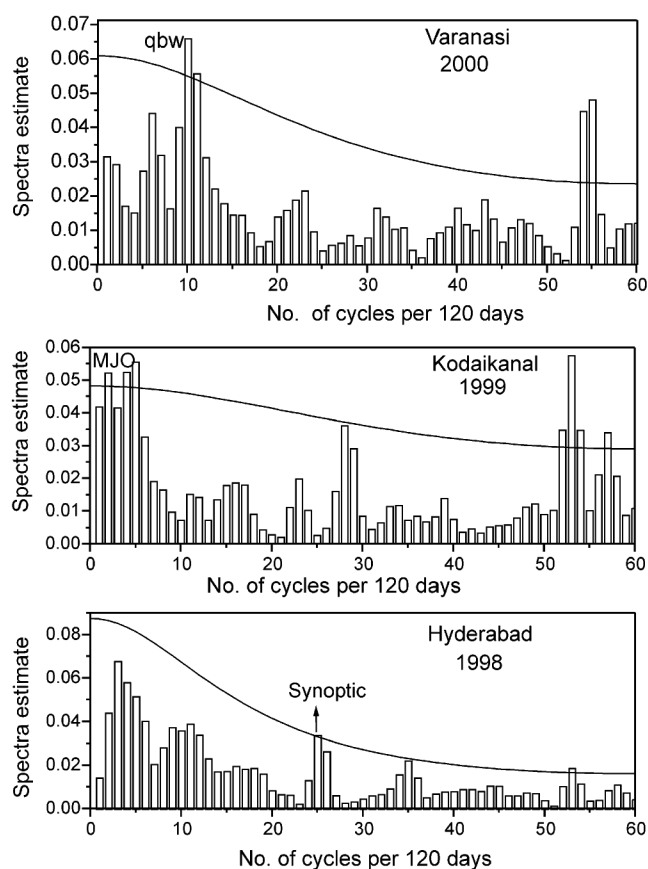 0.07
qbw
Varanasi
2000
0.06
0.05
0.04
0.03
0.02
0.01
0.00
Spectra estimate
0 10 20 30 40 50 60
No. of cycles per 120 days
0.06
MJO
Kodaikanal
1999
0.05
0.04
0.03
0.02
0.01
0.00
Spectra estimate
0 10 20 30 40 50 60
No. of cycles per 120 days
Hyderabad
1998
0.08
0.06
Synoptic
0.04
0.02
0.00
Spectra estimate
0 10 20 30 40 50 60
No. of cycles per 120 days